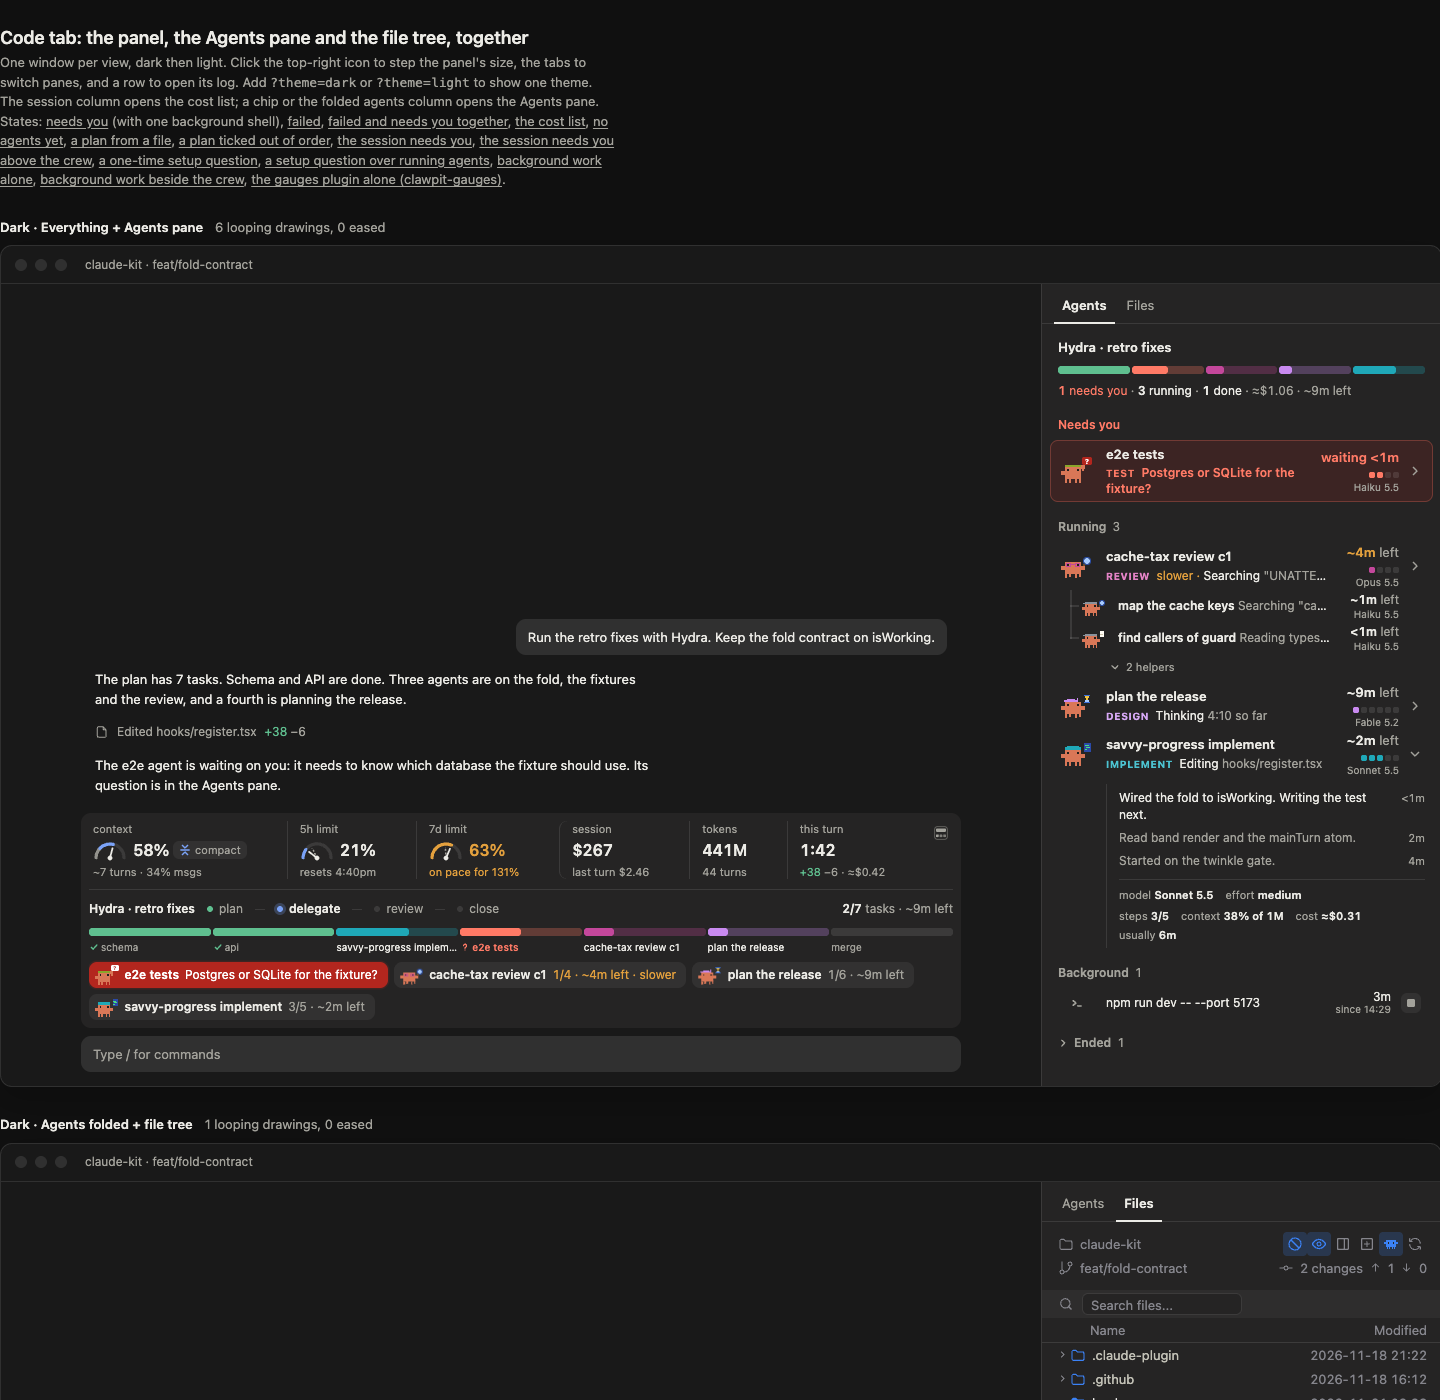 Code tab: the panel, the Agents pane and the file tree, together
One window per view, dark then light. Click the top-right icon to step the panel's size, the tabs to
switch panes, and a row to open its log. Add ?theme=dark or ?theme=light to show one theme.
The session column opens the cost list; a chip or the folded agents column opens the Agents pane.
States: needs you (with one background shell), failed, failed and needs you together, the cost list, no
agents yet, a plan from a file, a plan ticked out of order, the session needs you, the session needs you
above the crew, a one-time setup question, a setup question over running agents, background work
alone, background work beside the crew, the gauges plugin alone (clawpit-gauges).
Dark · Everything + Agents pane 6 looping drawings, 0 eased
claude-kit · feat/fold-contract
Run the retro fixes with Hydra. Keep the fold contract on isWorking.
The plan has 7 tasks. Schema and API are done. Three agents are on the fold, the fixtures
and the review, and a fourth is planning the release.
Edited hooks/register.tsx +38 −6
The e2e agent is waiting on you: it needs to know which database the fixture should use. Its
question is in the Agents pane.
context 5h limit 7d limit session tokens this turn
58% compact 21% 63% $267 441M 1:42
~7 turns · 34% msgs resets 4:40pm on pace for 131% last turn $2.46 44 turns +38 −6 · ≈$0.42
Hydra · retro fixes plan delegate review close 2/7 tasks · ~9m left
schema api savvy-progress implem… ? e2e tests cache-tax review c1 plan the release merge
e2e tests Postgres or SQLite for the fixture? cache-tax review c1 1/4 · ~4m left · slower plan the release 1/6 · ~9m left
savvy-progress implement 3/5 · ~2m left
Type / for commands
Agents Files
Hydra · retro fixes
1 needs you · 3 running · 1 done · ≈$1.06 · ~9m left
Needs you
e2e tests waiting <1m
TEST Postgres or SQLite for the
fixture?
Haiku 5.5
Running 3
cache-tax review c1 ~4m left
REVIEW slower · Searching "UNATTE…
Opus 5.5
map the cache keys Searching "ca… ~1m left
Haiku 5.5
find callers of guard Reading types… <1m left
Haiku 5.5
2 helpers
plan the release ~9m left
DESIGN Thinking 4:10 so far
Fable 5.2
savvy-progress implement ~2m left
IMPLEMENT Editing hooks/register.tsx
Sonnet 5.5
Wired the fold to isWorking. Writing the test <1m
next.
Read band render and the mainTurn atom. 2m
Started on the twinkle gate. 4m
model Sonnet 5.5 effort medium
steps 3/5 context 38% of 1M cost ≈$0.31
usually 6m
Background 1
npm run dev -- --port 5173 3m
since 14:29
Ended 1
Dark · Agents folded + file tree 1 looping drawings, 0 eased
claude-kit · feat/fold-contract
Agents Files
claude-kit
feat/fold-contract 2 changes ↑ 1 ↓ 0
Search files...
Name Modified
.claude-plugin 2026-11-18 21:22
.github 2026-11-18 16:12